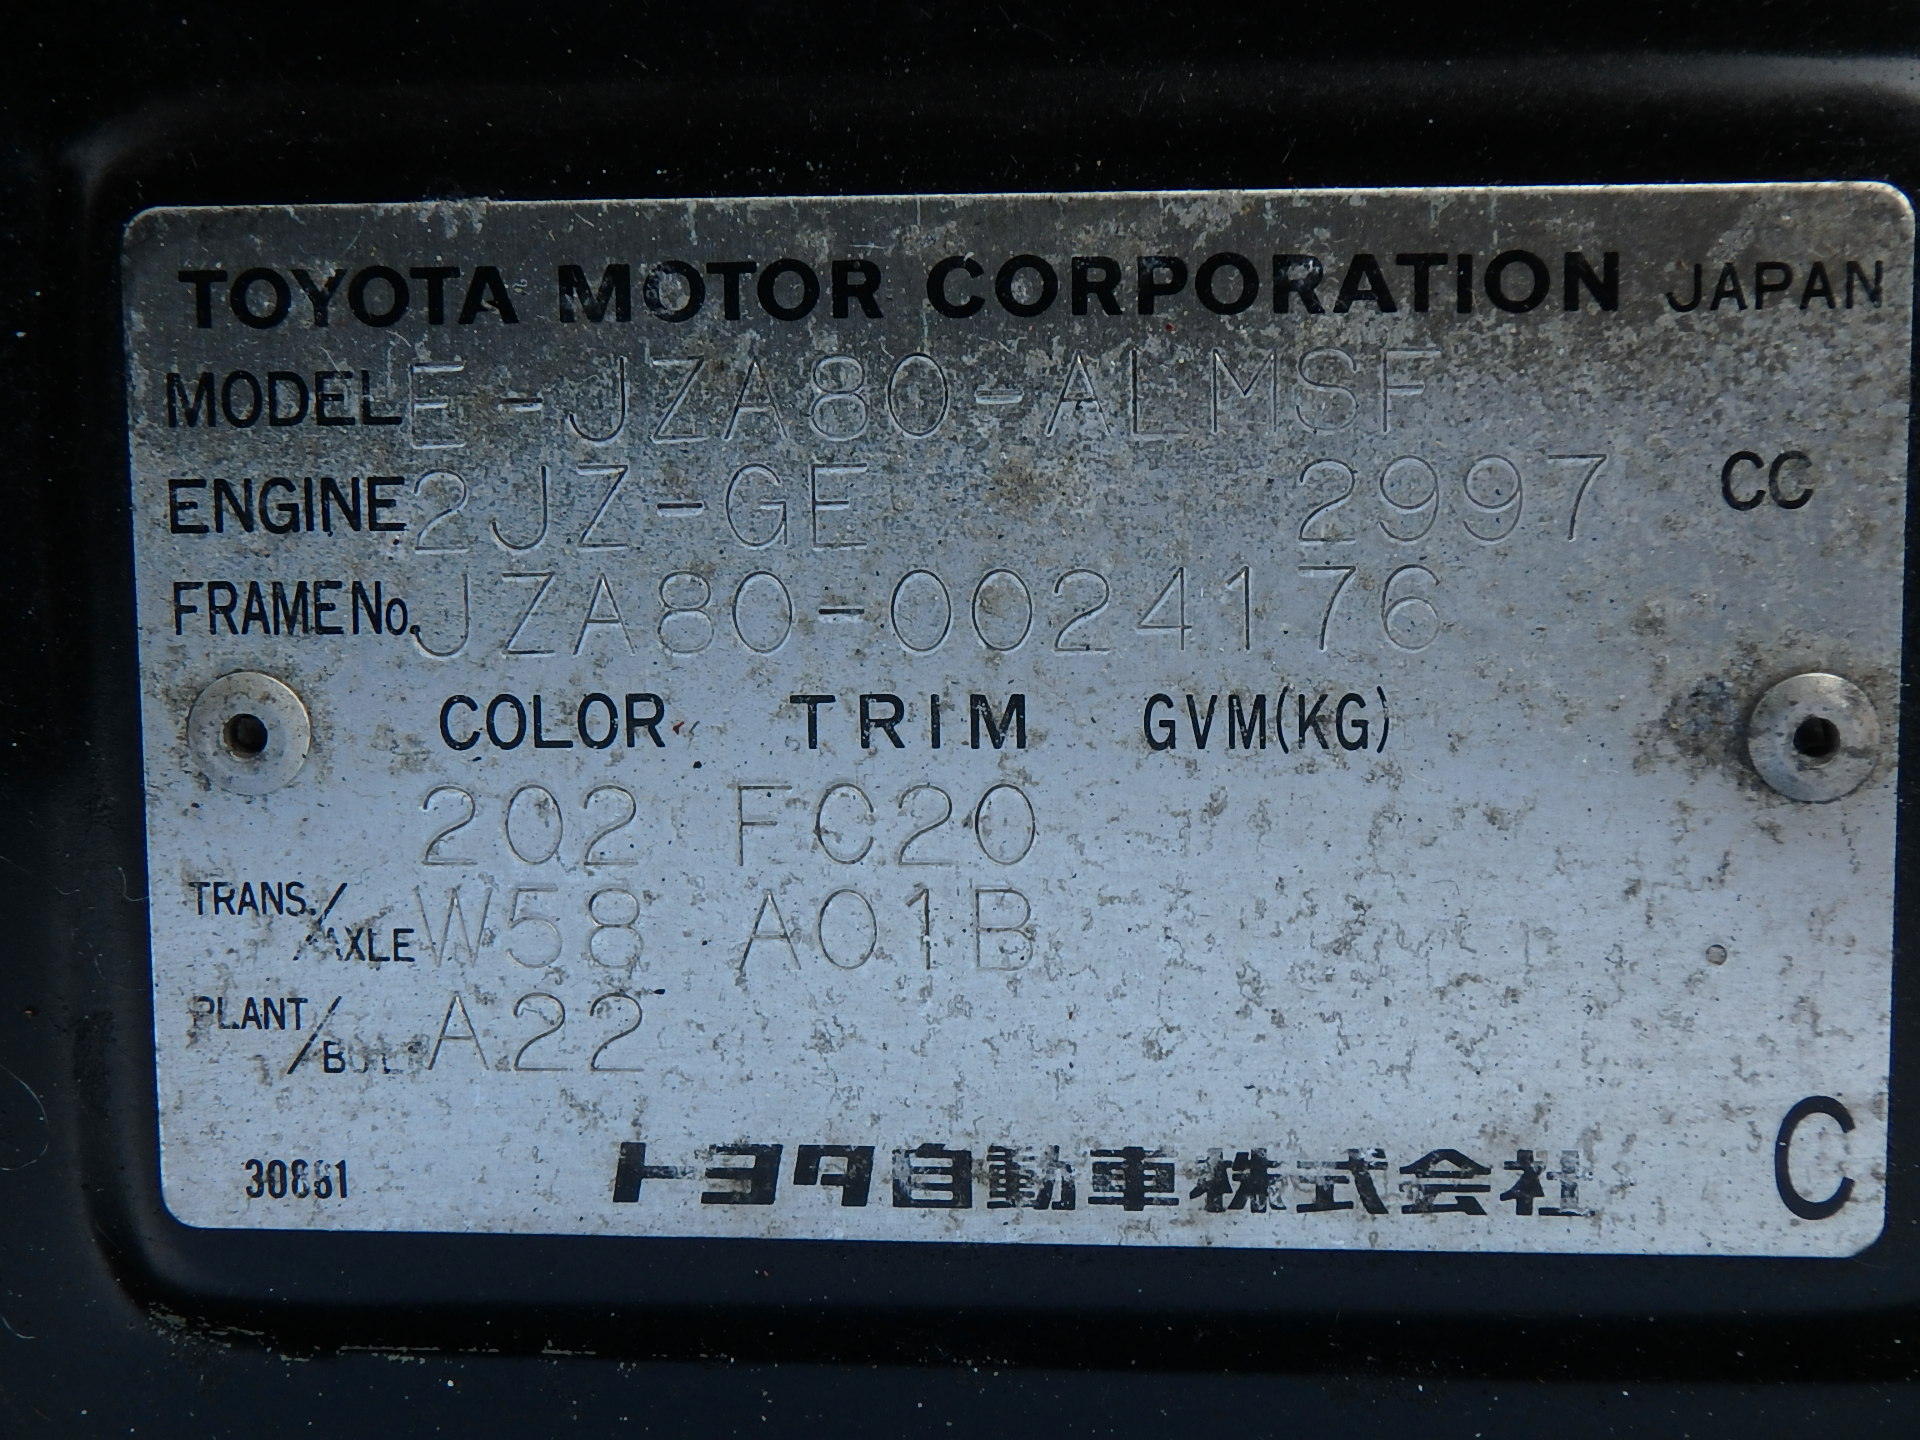 TOYOTA MOTOR CORPORATION JAPAN
MODEL E-JZA80-ALMSF
ENGINE 2JZ-GE 2997 CC
FRAME No. JZA80-0024176
COLOR TRIM GVM(KG)
202 FC20
TRANS./AXLE W58 A01B
PLANT/ A22
トヨタ自動車株式会社 C